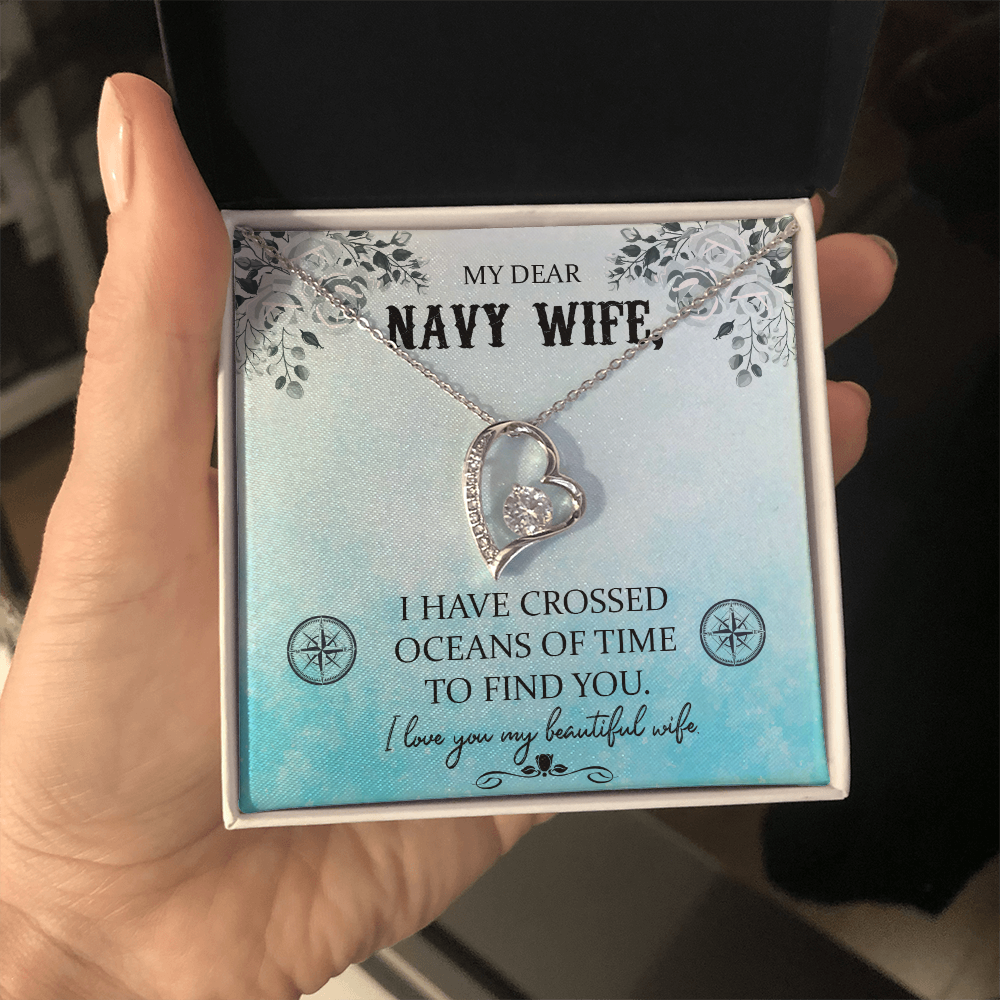 MY DEAR
NAVY WIFE,
I HAVE CROSSED
OCEANS OF TIME
TO FIND YOU.
I love you my beautiful wife.